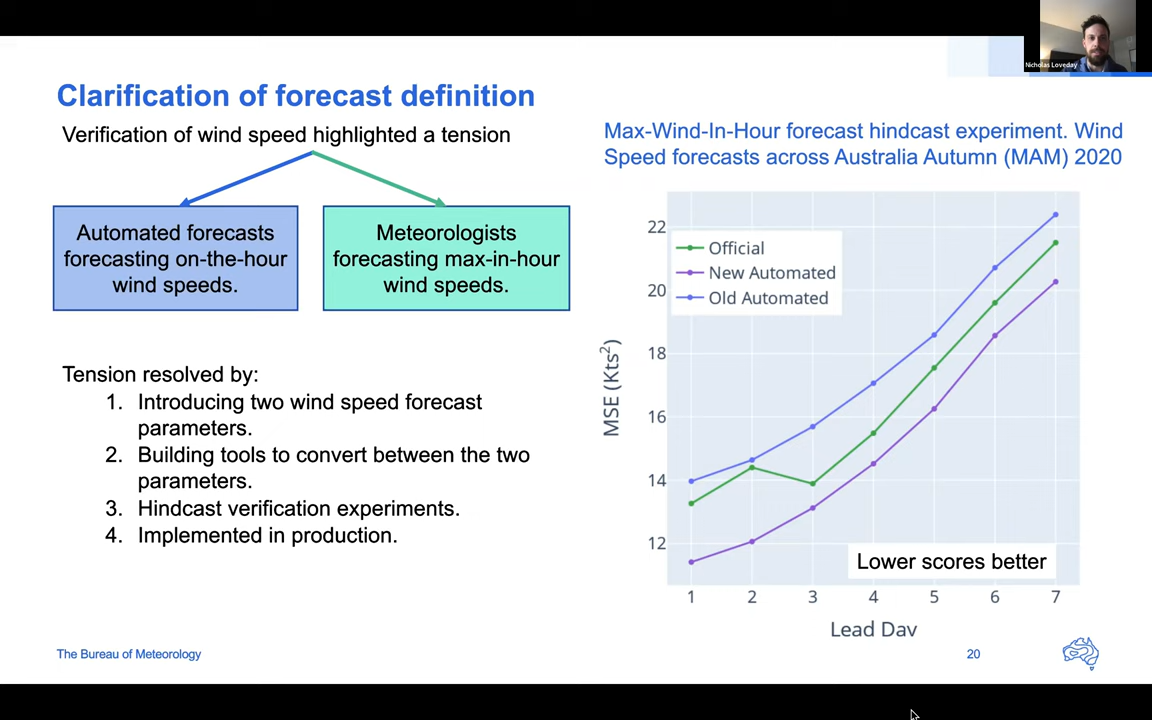 Nicholas Loveday
Clarification of forecast definition
Verification of wind speed highlighted a tension
Automated forecasts
forecasting on-the-hour
wind speeds.
Meteorologists
forecasting max-in-hour
wind speeds.
Tension resolved by:
1. Introducing two wind speed forecast
parameters.
2. Building tools to convert between the two
parameters.
3. Hindcast verification experiments.
4. Implemented in production.
Max-Wind-In-Hour forecast hindcast experiment. Wind
Speed forecasts across Australia Autumn (MAM) 2020
MSE (Kts²)
22
20
18
16
14
12
Official
New Automated
Old Automated
Lower scores better
1 2 3 4 5 6 7
Lead Day
The Bureau of Meteorology
20